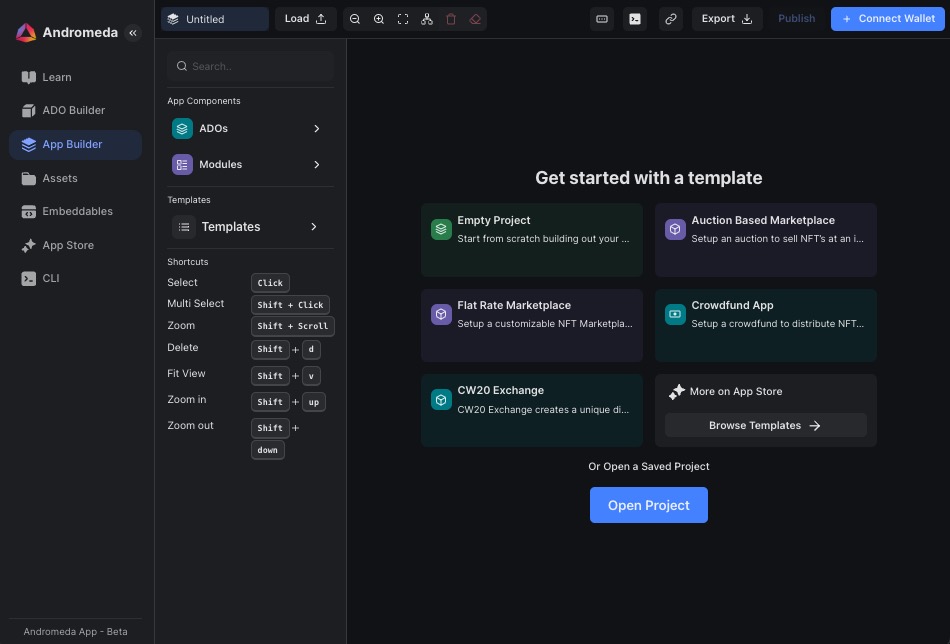 Andromeda
Learn
ADO Builder
App Builder
Assets
Embeddables
App Store
CLI
Andromeda App - Beta
Untitled
Load
Export
Publish
+ Connect Wallet
Search..
App Components
ADOs
Modules
Templates
Templates
Shortcuts
Select Click
Multi Select Shift + Click
Zoom Shift + Scroll
Delete Shift + d
Fit View Shift + v
Zoom in Shift + up
Zoom out Shift +
down
Get started with a template
Empty Project
Start from scratch building out your ...
Auction Based Marketplace
Setup an auction to sell NFT's at an i...
Flat Rate Marketplace
Setup a customizable NFT Marketpla...
Crowdfund App
Setup a crowdfund to distribute NFT...
CW20 Exchange
CW20 Exchange creates a unique di...
More on App Store
Browse Templates
Or Open a Saved Project
Open Project